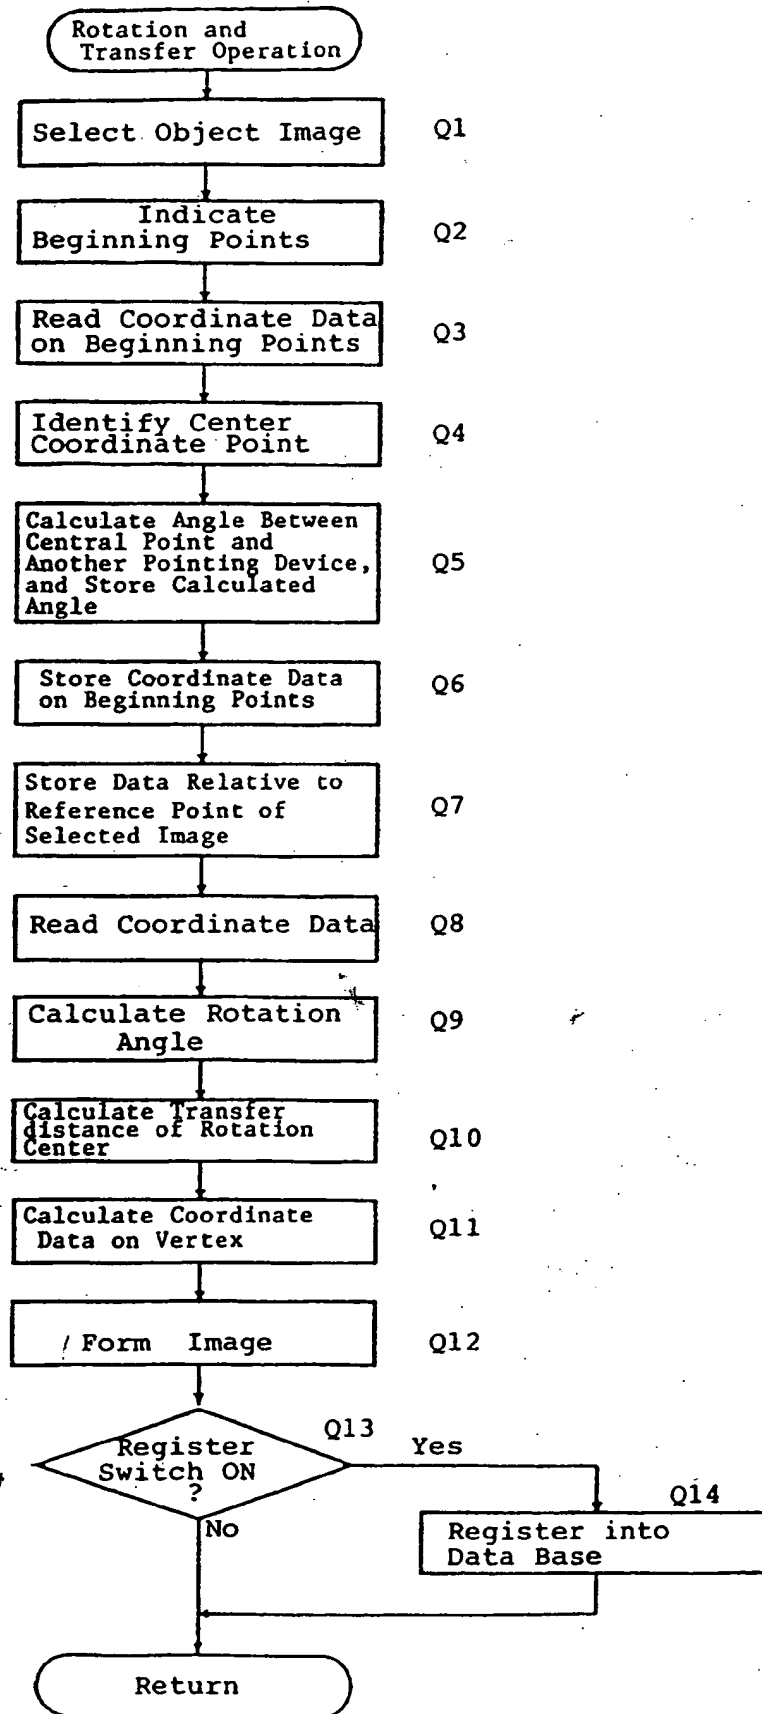 Rotation and
Transfer Operation
Select Object Image
Q1
Indicate
Beginning Points
Q2
Read Coordinate Data
on Beginning Points
Q3
Identify Center
Coordinate Point
Q4
Calculate Angle Between
Central Point and
Another Pointing Device,
and Store Calculated
Angle
Q5
Store Coordinate Data
on Beginning Points
Q6
Store Data Relative to
Reference Point of
Selected Image
Q7
Read Coordinate Data
Q8
Calculate Rotation
Angle
Q9
Calculate Transfer
distance of Rotation
Center
Q10
Calculate Coordinate
Data on Vertex
Q11
Form Image
Q12
Q13
Register
Switch ON
?
Yes
No
Q14
Register into
Data Base
Return